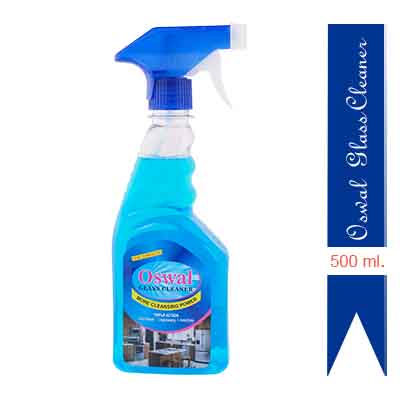 Oswal
GLASS CLEANER
MORE CLEANSING POWER
TRIPLE ACTION
Oswal Glass Cleaner
500 ml.